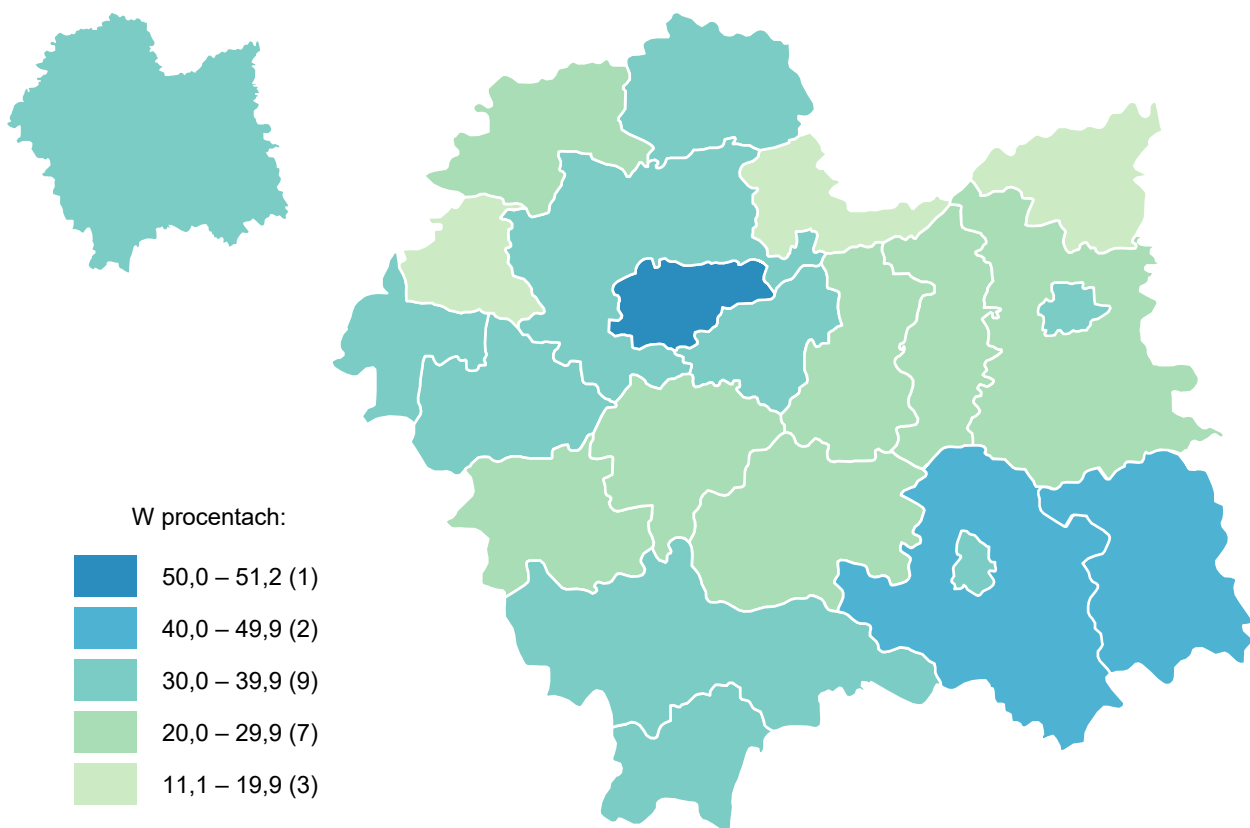 W procentach:
50,0 – 51,2 (1)
40,0 – 49,9 (2)
30,0 – 39,9 (9)
20,0 – 29,9 (7)
11,1 – 19,9 (3)